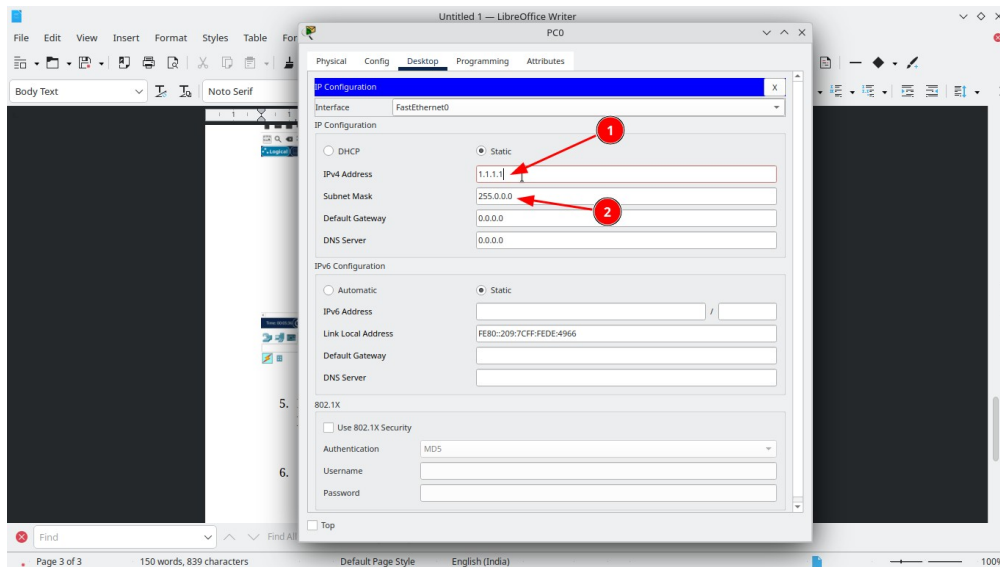 Untitled 1 — LibreOffice Writer
File Edit View Insert Format Styles Table For
Body Text
Noto Serif
1 1
Logical
5.
6.
PC0
Physical Config Desktop Programming Attributes
IP Configuration X
Interface FastEthernet0
IP Configuration
DHCP Static
IPv4 Address 1.1.1.1
Subnet Mask 255.0.0.0
Default Gateway 0.0.0.0
DNS Server 0.0.0.0
1
2
IPv6 Configuration
Automatic Static
IPv6 Address /
Link Local Address FE80::209:7CFF:FEDE:4966
Default Gateway
DNS Server
802.1X
Use 802.1X Security
Authentication MD5
Username
Password
Top
Find Find All
Page 3 of 3 150 words, 839 characters Default Page Style English (India) 100%